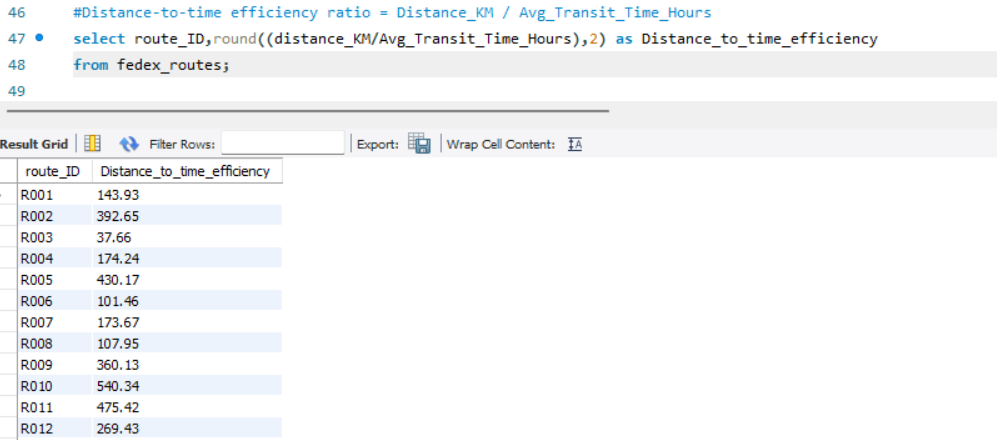 46 #Distance-to-time efficiency ratio = Distance_KM / Avg_Transit_Time_Hours
47 select route_ID,round((distance_KM/Avg_Transit_Time_Hours),2) as Distance_to_time_efficiency
48 from fedex_routes;
49
Result Grid Filter Rows: Export: Wrap Cell Content: IA
route_ID Distance_to_time_efficiency
R001 143.93
R002 392.65
R003 37.66
R004 174.24
R005 430.17
R006 101.46
R007 173.67
R008 107.95
R009 360.13
R010 540.34
R011 475.42
R012 269.43